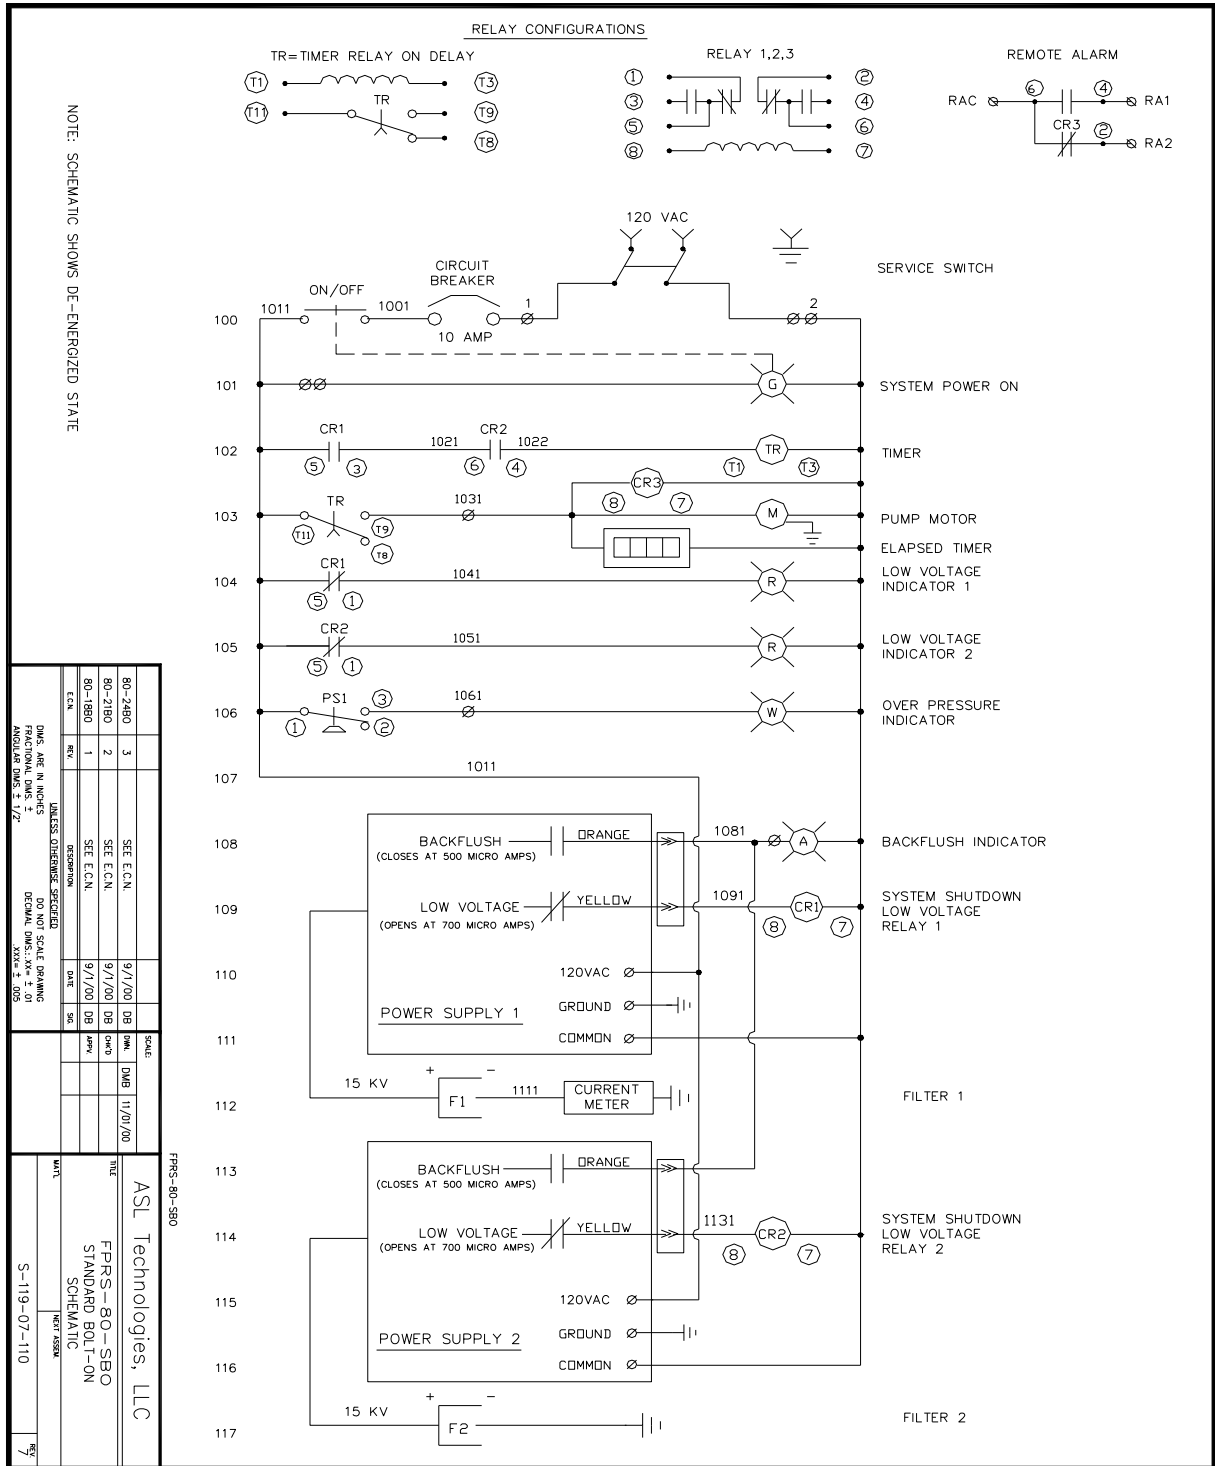 RELAY CONFIGURATIONS
TR=TIMER RELAY ON DELAY
T1
T3
TR
T11
T9
T8
RELAY 1,2,3
1
2
3
4
5
6
8
7
REMOTE ALARM
RAC
6
4
RA1
CR3
2
RA2
NOTE: SCHEMATIC SHOWS DE-ENERGIZED STATE
120 VAC
SERVICE SWITCH
CIRCUIT
BREAKER
ON/OFF
100
1011
1001
1
2
10 AMP
101
G
SYSTEM POWER ON
CR1
CR2
102
1021
1022
TR
TIMER
5
3
6
4
T1
T3
CR3
8
7
TR
103
1031
M
PUMP MOTOR
T11
T9
T8
ELAPSED TIMER
CR1
104
1041
R
LOW VOLTAGE
INDICATOR 1
5
1
CR2
105
1051
R
LOW VOLTAGE
INDICATOR 2
5
1
PS1
3
106
1061
W
OVER PRESSURE
INDICATOR
1
2
107
1011
108
BACKFLUSH
ORANGE
1081
A
BACKFLUSH INDICATOR
(CLOSES AT 500 MICRO AMPS)
109
LOW VOLTAGE
YELLOW
1091
CR1
SYSTEM SHUTDOWN
LOW VOLTAGE
RELAY 1
(OPENS AT 700 MICRO AMPS)
8
7
110
120VAC
GROUND
POWER SUPPLY 1
111
COMMON
112
15 KV
+
-
F1
1111
CURRENT
METER
FILTER 1
113
BACKFLUSH
ORANGE
(CLOSES AT 500 MICRO AMPS)
114
LOW VOLTAGE
YELLOW
1131
CR2
SYSTEM SHUTDOWN
LOW VOLTAGE
RELAY 2
(OPENS AT 700 MICRO AMPS)
8
7
115
120VAC
GROUND
POWER SUPPLY 2
116
COMMON
117
15 KV
+
-
F2
FILTER 2
FPRS-80-SBO
80-24B0 3 SEE E.C.N. 9/1/00 DB
80-21B0 2 SEE E.C.N. 9/1/00 DB
80-18B0 1 SEE E.C.N. 9/1/00 DB
E.C.N. REV. DESCRIPTION DATE SIG.
UNLESS OTHERWISE SPECIFIED
DIMS. ARE IN INCHES DO NOT SCALE DRAWING
FRACTIONAL DIMS. ± DECIMAL DIMS.: .XX= ± .01
ANGULAR DIMS. ± 1/2° .XXX= ± .005
SCALE:
DWN. DMB 11/01/00
CHK'D
APPV.
ASL Technologies, LLC
TITLE
FPRS-80-SBO
STANDARD BOLT-ON
SCHEMATIC
MAT'L
NEXT ASSEM.
S-119-07-110
REV.
7